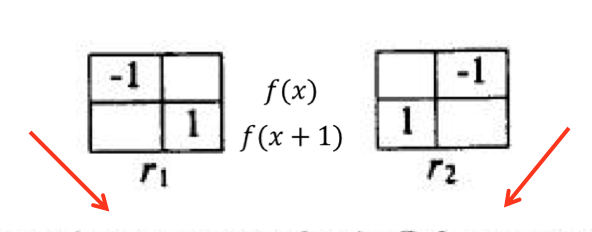 -1 -1
f(x)
1 1
f(x + 1)
r₁ r₂